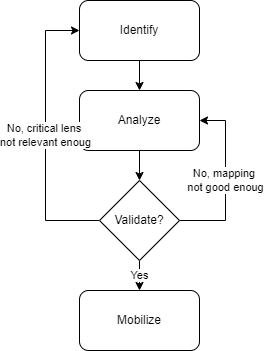 Identify
Analyze
No, critical lens
not relevant enoug
No, mapping
not good enoug
Validate?
Yes
Mobilize